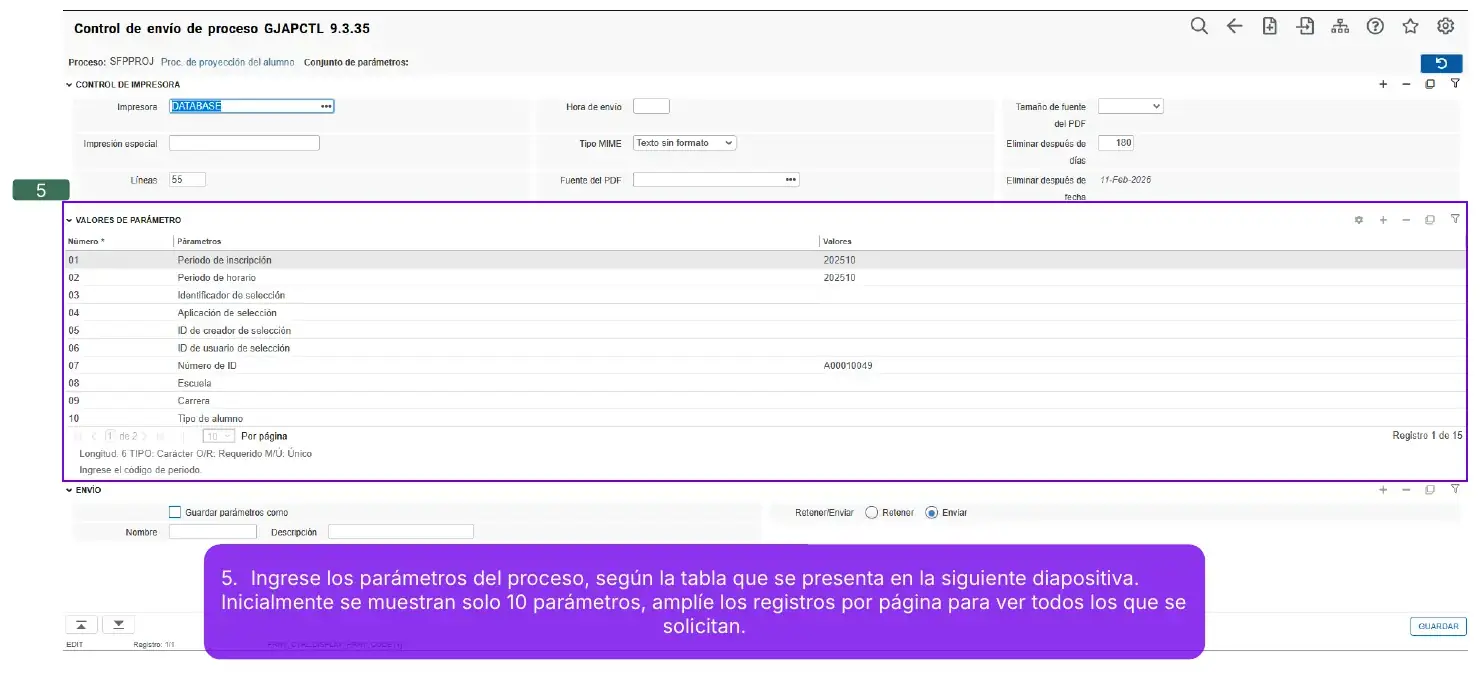 Control de envío de proceso GJAPCTL 9.3.35
Proceso: SFPPROJ Proc. de proyección del alumno Conjunto de parámetros:
CONTROL DE IMPRESORA
Impresora DATABASE Hora de envío Tamaño de fuente del PDF
Impresión especial Tipo MIME Texto sin formato Eliminar después de días 180
Líneas 55 Fuente del PDF Eliminar después de fecha 11-Feb-2026
5
VALORES DE PARÁMETRO
Número * Párametros Valores
01 Periodo de inscripción 202510
02 Periodo de horario 202510
03 Identificador de selección
04 Aplicación de selección
05 ID de creador de selección
06 ID de usuario de selección
07 Número de ID A00010049
08 Escuela
09 Carrera
10 Tipo de alumno
1 de 2 10 Por página Registro 1 de 15
Longitud: 6 TIPO: Carácter O/R: Requerido M/Ú: Único
Ingrese el código de periodo.
ENVÍO
Guardar parámetros como Retener/Enviar Retener Enviar
Nombre Descripción
5. Ingrese los parámetros del proceso, según la tabla que se presenta en la siguiente diapositiva.
Inicialmente se muestran solo 10 parámetros, amplíe los registros por página para ver todos los que se
solicitan.
GUARDAR
EDIT Registro: 1/1